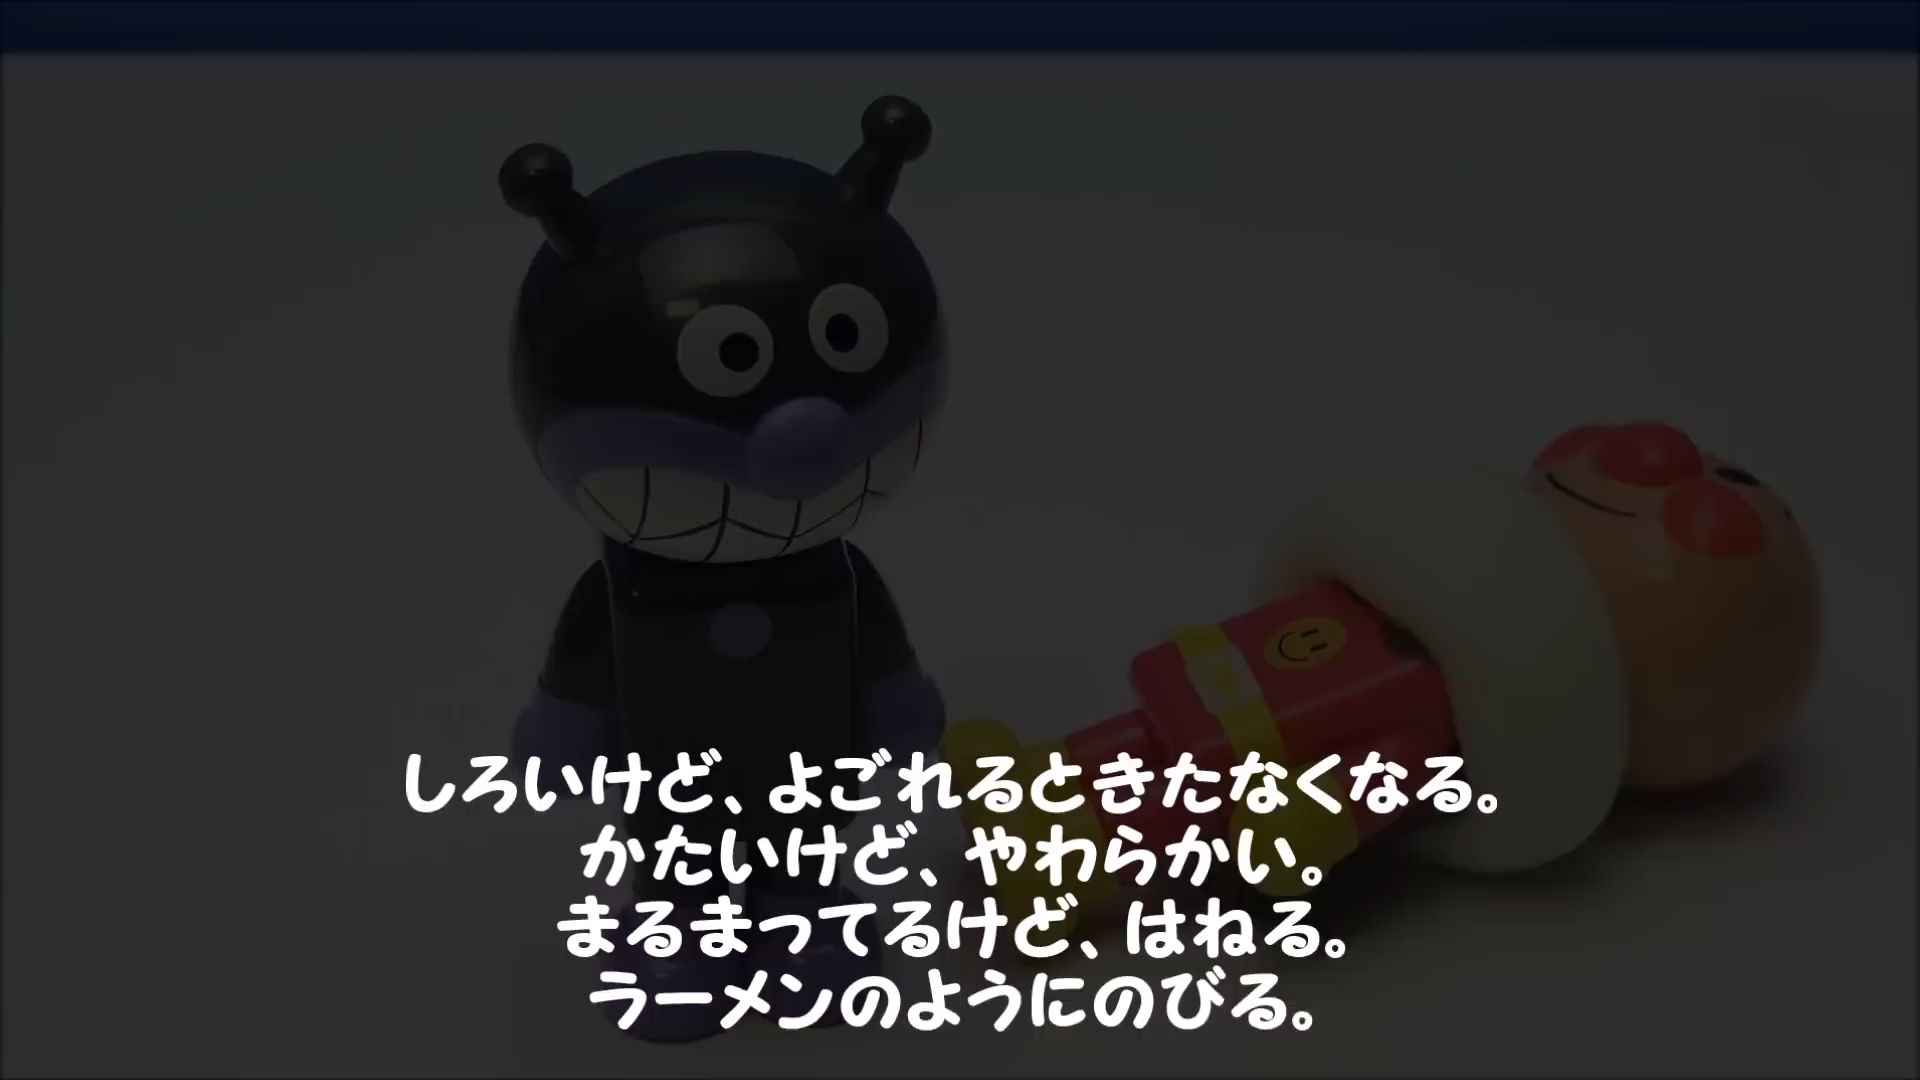 しろいけど、よごれるときたなくなる。
かたいけど、やわらかい。
まるまってるけど、はねる。
ラーメンのようにのびる。